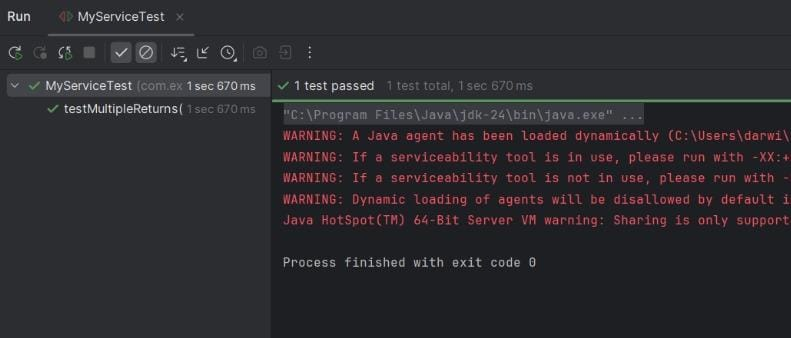 Run MyServiceTest
MyServiceTest (com.ex 1 sec 670 ms
testMultipleReturns( 1 sec 670 ms
1 test passed 1 test total, 1 sec 670 ms
"C:\Program Files\Java\jdk-24\bin\java.exe" ...
WARNING: A Java agent has been loaded dynamically (C:\Users\darwi\
WARNING: If a serviceability tool is in use, please run with -XX:+
WARNING: If a serviceability tool is not in use, please run with -
WARNING: Dynamic loading of agents will be disallowed by default i
Java HotSpot(TM) 64-Bit Server VM warning: Sharing is only support
Process finished with exit code 0